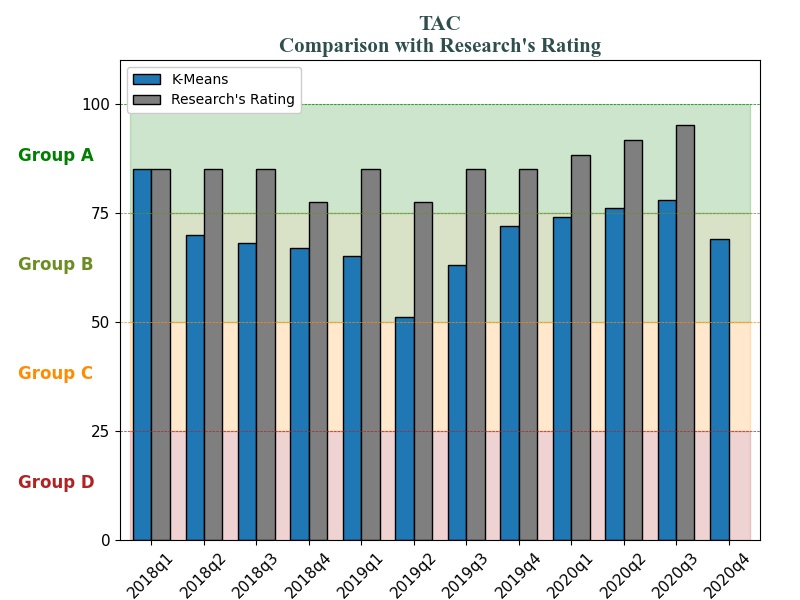 TAC
Comparison with Research's Rating
K-Means
Research's Rating
100
Group A
75
Group B
50
Group C
25
Group D
0
2018q1 2018q2 2018q3 2018q4 2019q1 2019q2 2019q3 2019q4 2020q1 2020q2 2020q3 2020q4